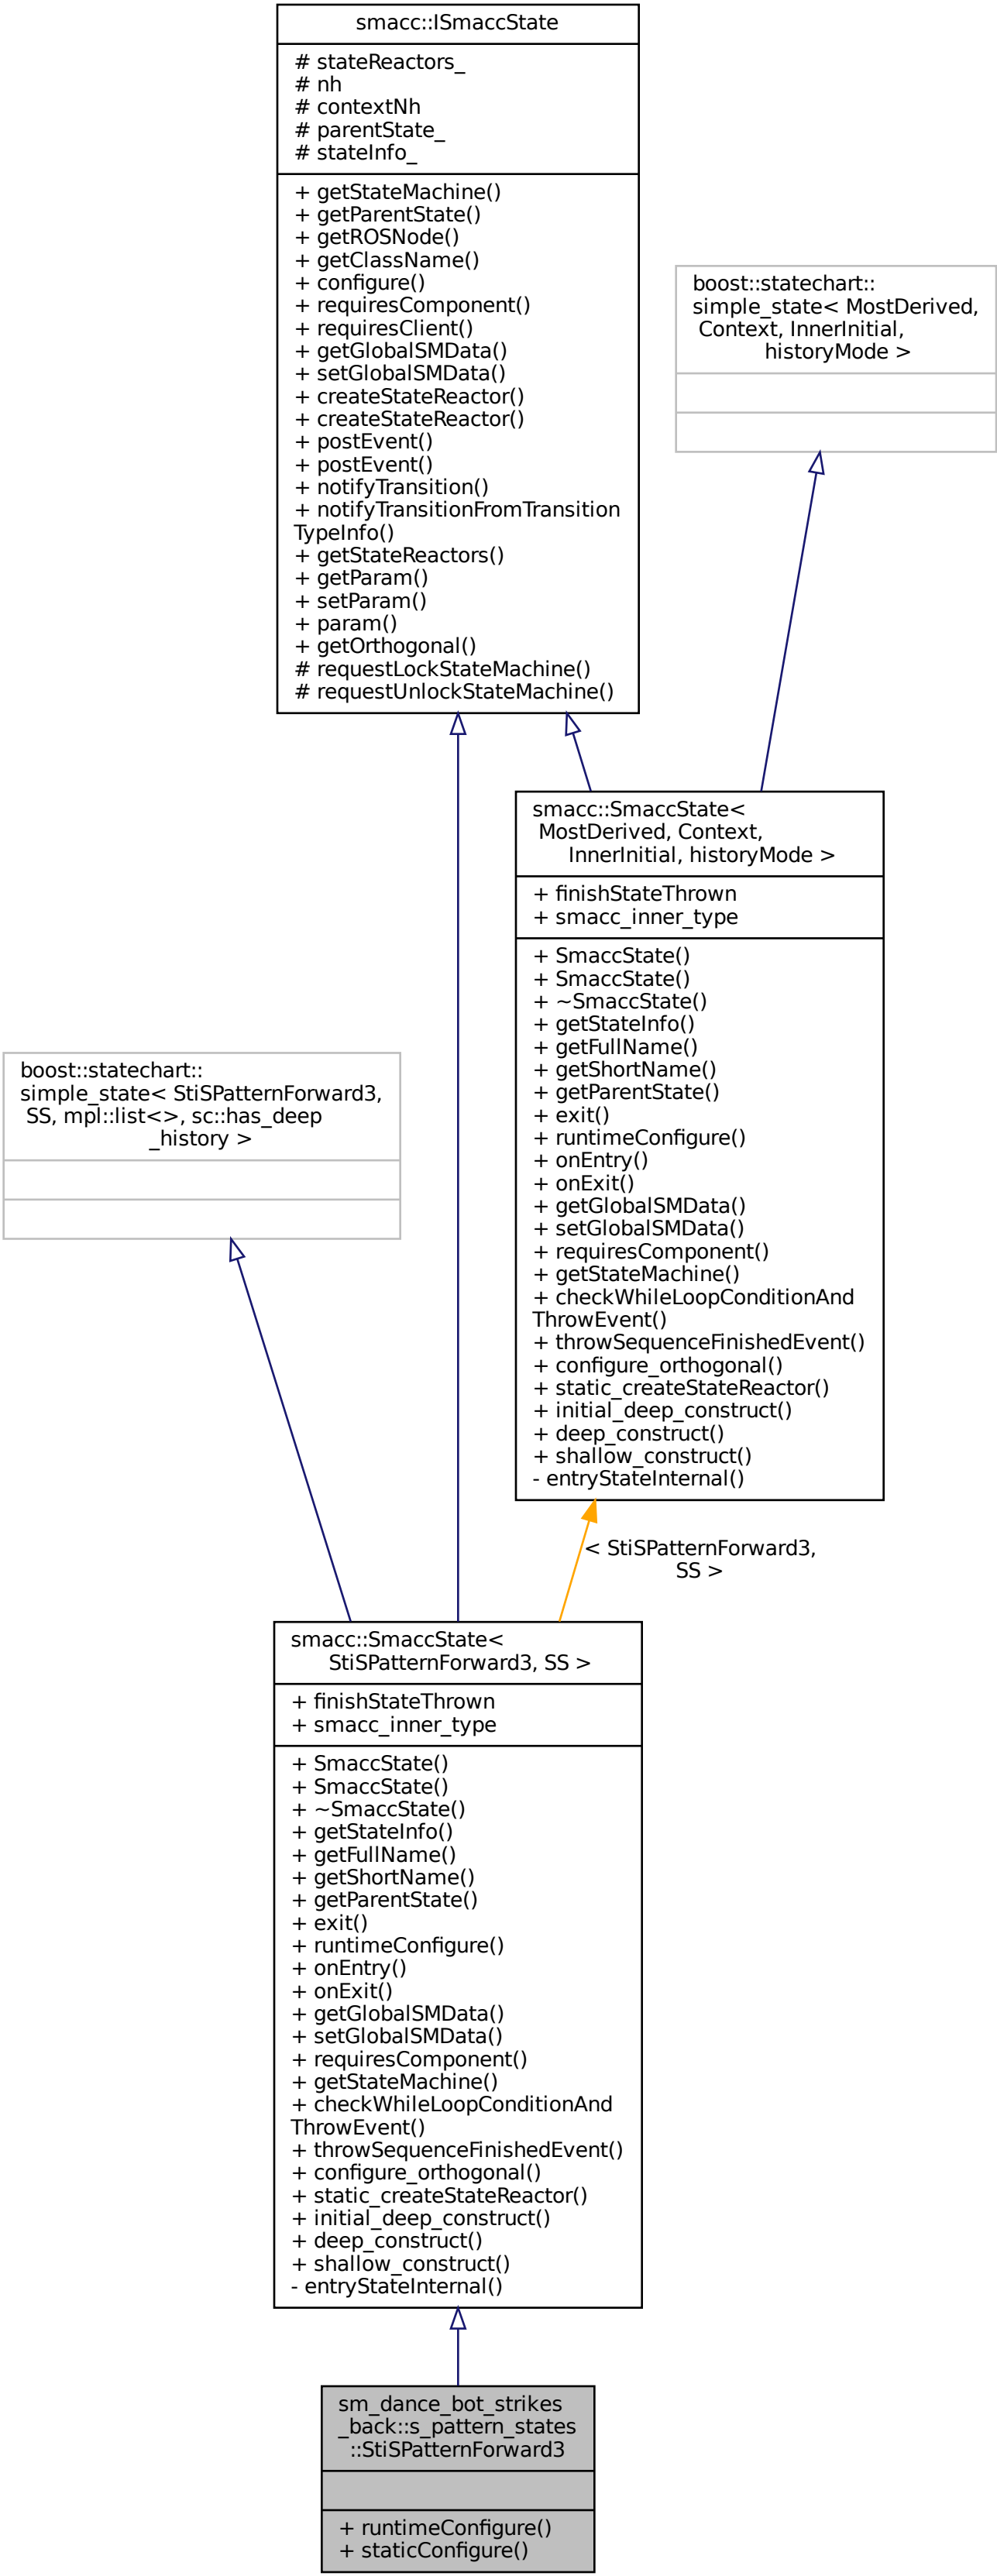 smacc::ISmaccState
# stateReactors_
# nh
# contextNh
# parentState_
# stateInfo_
+ getStateMachine()
+ getParentState()
+ getROSNode()
+ getClassName()
+ configure()
+ requiresComponent()
+ requiresClient()
+ getGlobalSMData()
+ setGlobalSMData()
+ createStateReactor()
+ createStateReactor()
+ postEvent()
+ postEvent()
+ notifyTransition()
+ notifyTransitionFromTransition
TypeInfo()
+ getStateReactors()
+ getParam()
+ setParam()
+ param()
+ getOrthogonal()
# requestLockStateMachine()
# requestUnlockStateMachine()
boost::statechart::
simple_state< MostDerived,
Context, InnerInitial,
historyMode >
smacc::SmaccState<
MostDerived, Context,
InnerInitial, historyMode >
+ finishStateThrown
+ smacc_inner_type
+ SmaccState()
+ SmaccState()
+ ~SmaccState()
+ getStateInfo()
+ getFullName()
+ getShortName()
+ getParentState()
+ exit()
+ runtimeConfigure()
+ onEntry()
+ onExit()
+ getGlobalSMData()
+ setGlobalSMData()
+ requiresComponent()
+ getStateMachine()
+ checkWhileLoopConditionAnd
ThrowEvent()
+ throwSequenceFinishedEvent()
+ configure_orthogonal()
+ static_createStateReactor()
+ initial_deep_construct()
+ deep_construct()
+ shallow_construct()
- entryStateInternal()
boost::statechart::
simple_state< StiSPatternForward3,
SS, mpl::list<>, sc::has_deep
_history >
< StiSPatternForward3,
SS >
smacc::SmaccState<
StiSPatternForward3, SS >
+ finishStateThrown
+ smacc_inner_type
+ SmaccState()
+ SmaccState()
+ ~SmaccState()
+ getStateInfo()
+ getFullName()
+ getShortName()
+ getParentState()
+ exit()
+ runtimeConfigure()
+ onEntry()
+ onExit()
+ getGlobalSMData()
+ setGlobalSMData()
+ requiresComponent()
+ getStateMachine()
+ checkWhileLoopConditionAnd
ThrowEvent()
+ throwSequenceFinishedEvent()
+ configure_orthogonal()
+ static_createStateReactor()
+ initial_deep_construct()
+ deep_construct()
+ shallow_construct()
- entryStateInternal()
sm_dance_bot_strikes
_back::s_pattern_states
::StiSPatternForward3
+ runtimeConfigure()
+ staticConfigure()